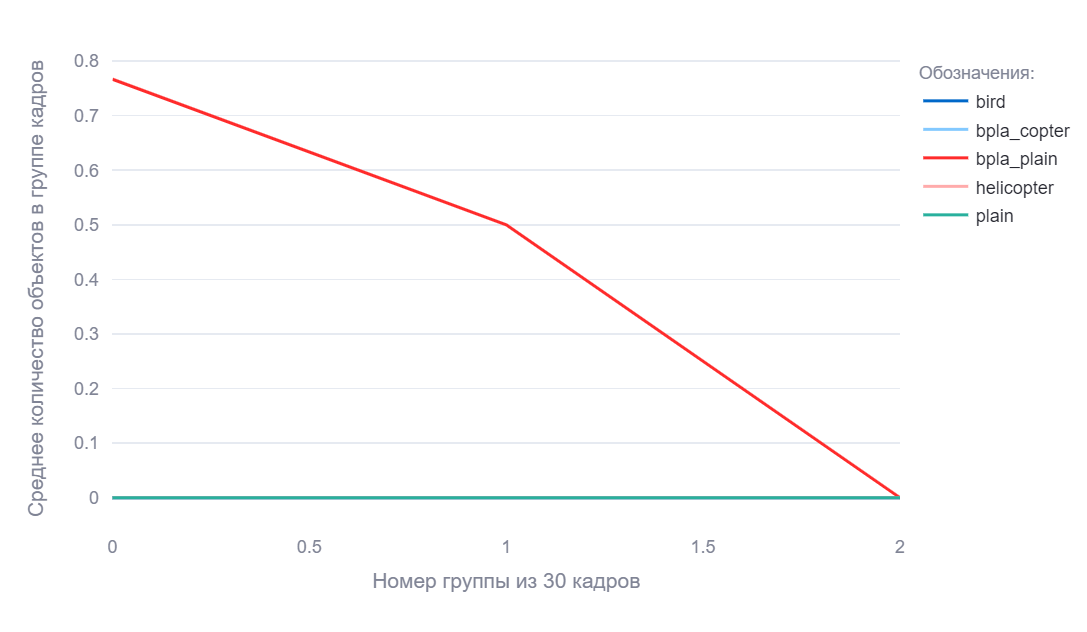 Среднее количество объектов в группе кадров
0.8
0.7
0.6
0.5
0.4
0.3
0.2
0.1
0
0 0.5 1 1.5 2
Номер группы из 30 кадров
Обозначения:
bird
bpla_copter
bpla_plain
helicopter
plain